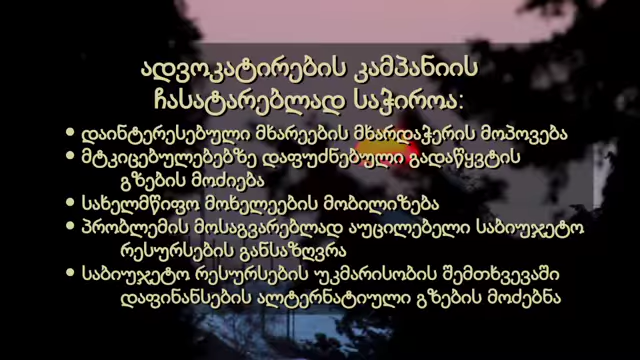 ადვოკატირების კამპანიის
ჩასატარებლად საჭიროა:
• დაინტერესებული მხარეების მხარდაჭერის მოპოვება
• მტკიცებულებებზე დაფუძნებული გადაწყვტის
გზების მოძიება
• სახელმწიფო მოხელეების მობილიზება
• პრობლემის მოსაგვარებლად აუცილებელი საბიუჯეტო
რესურსების განსაზღვრა
• საბიუჯეტო რესურსების უკმარისობის შემთხვევაში
დაფინანსების ალტერნატიული გზების მოძებნა